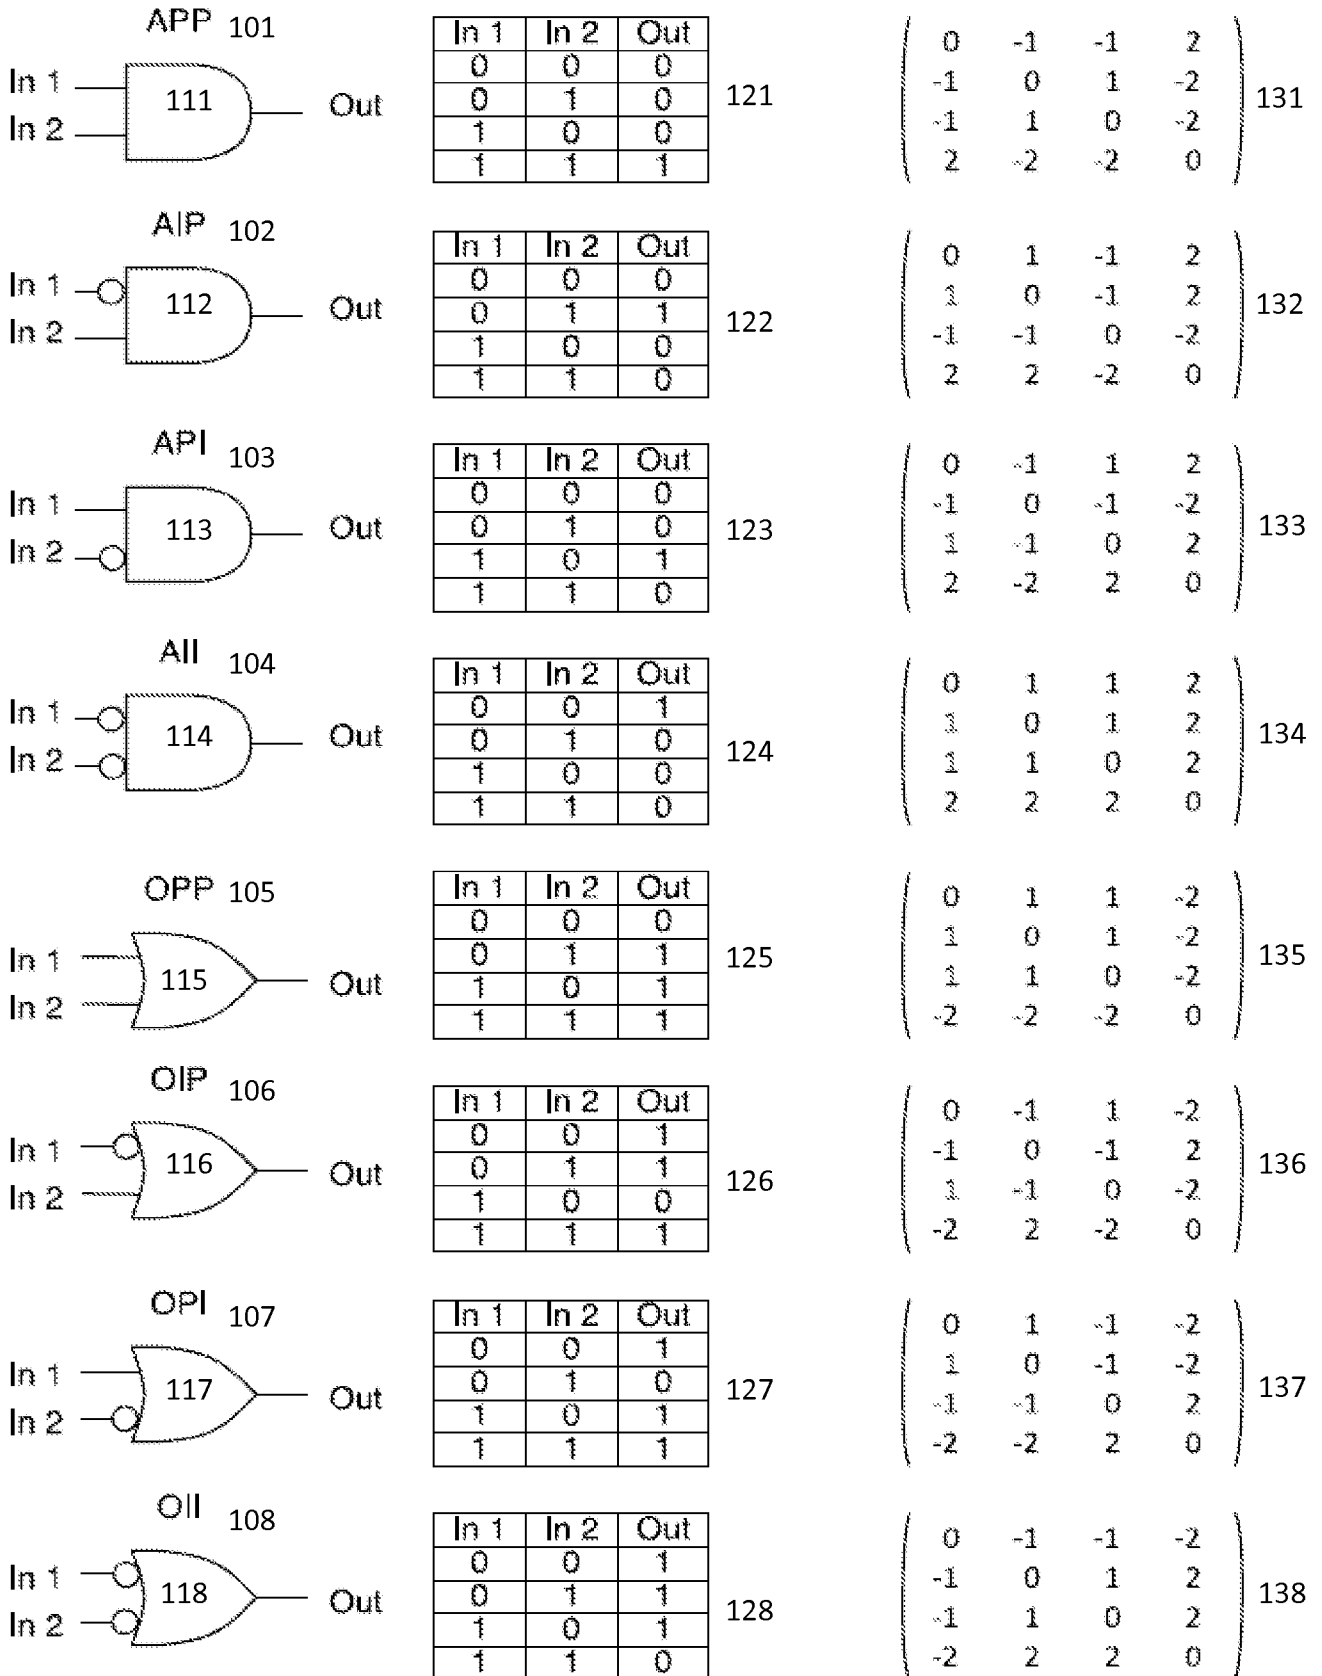 APP 101
In 1
In 2
111
Out
In 1 In 2 Out
0 0 0
0 1 0
1 0 0
1 1 1
121
0 -1 -1 2
-1 0 1 -2
-1 1 0 -2
2 -2 -2 0
131
AIP 102
In 1
In 2
112
Out
In 1 In 2 Out
0 0 0
0 1 1
1 0 0
1 1 0
122
0 1 -1 2
1 0 -1 2
-1 -1 0 -2
2 2 -2 0
132
API 103
In 1
In 2
113
Out
In 1 In 2 Out
0 0 0
0 1 0
1 0 1
1 1 0
123
0 -1 1 2
-1 0 -1 -2
1 -1 0 2
2 -2 2 0
133
AII 104
In 1
In 2
114
Out
In 1 In 2 Out
0 0 1
0 1 0
1 0 0
1 1 0
124
0 1 1 2
1 0 1 2
1 1 0 2
2 2 2 0
134
OPP 105
In 1
In 2
115
Out
In 1 In 2 Out
0 0 0
0 1 1
1 0 1
1 1 1
125
0 1 1 -2
1 0 1 -2
1 1 0 -2
-2 -2 -2 0
135
OIP 106
In 1
In 2
116
Out
In 1 In 2 Out
0 0 1
0 1 1
1 0 0
1 1 1
126
0 -1 1 -2
-1 0 -1 2
1 -1 0 -2
-2 2 -2 0
136
OPI 107
In 1
In 2
117
Out
In 1 In 2 Out
0 0 1
0 1 0
1 0 1
1 1 1
127
0 1 -1 -2
1 0 -1 -2
-1 -1 0 2
-2 -2 2 0
137
OII 108
In 1
In 2
118
Out
In 1 In 2 Out
0 0 1
0 1 1
1 0 1
1 1 0
128
0 -1 -1 -2
-1 0 1 2
-1 1 0 2
-2 2 2 0
138